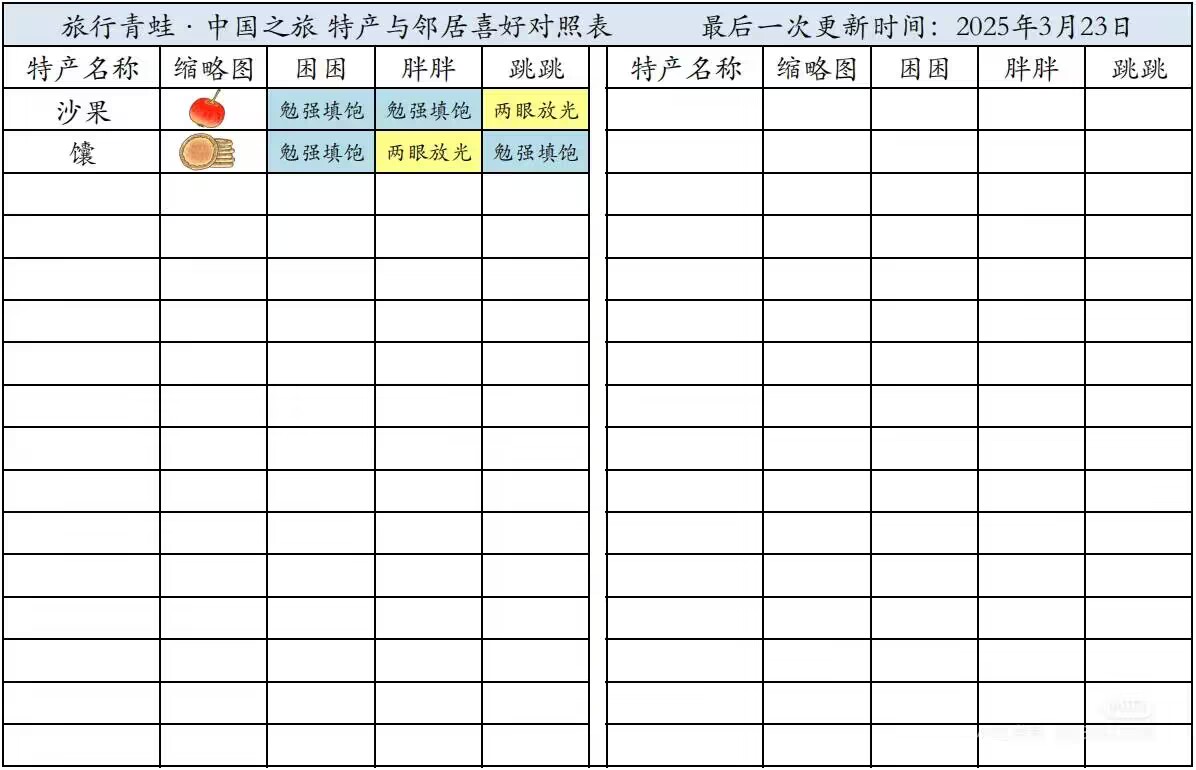 旅行青蛙·中国之旅 特产与邻居喜好对照表 最后一次更新时间：2025年3月23日
特产名称 缩略图 困困 胖胖 跳跳 特产名称 缩略图 困困 胖胖 跳跳
沙果 勉强填饱 勉强填饱 两眼放光
馕 勉强填饱 两眼放光 勉强填饱